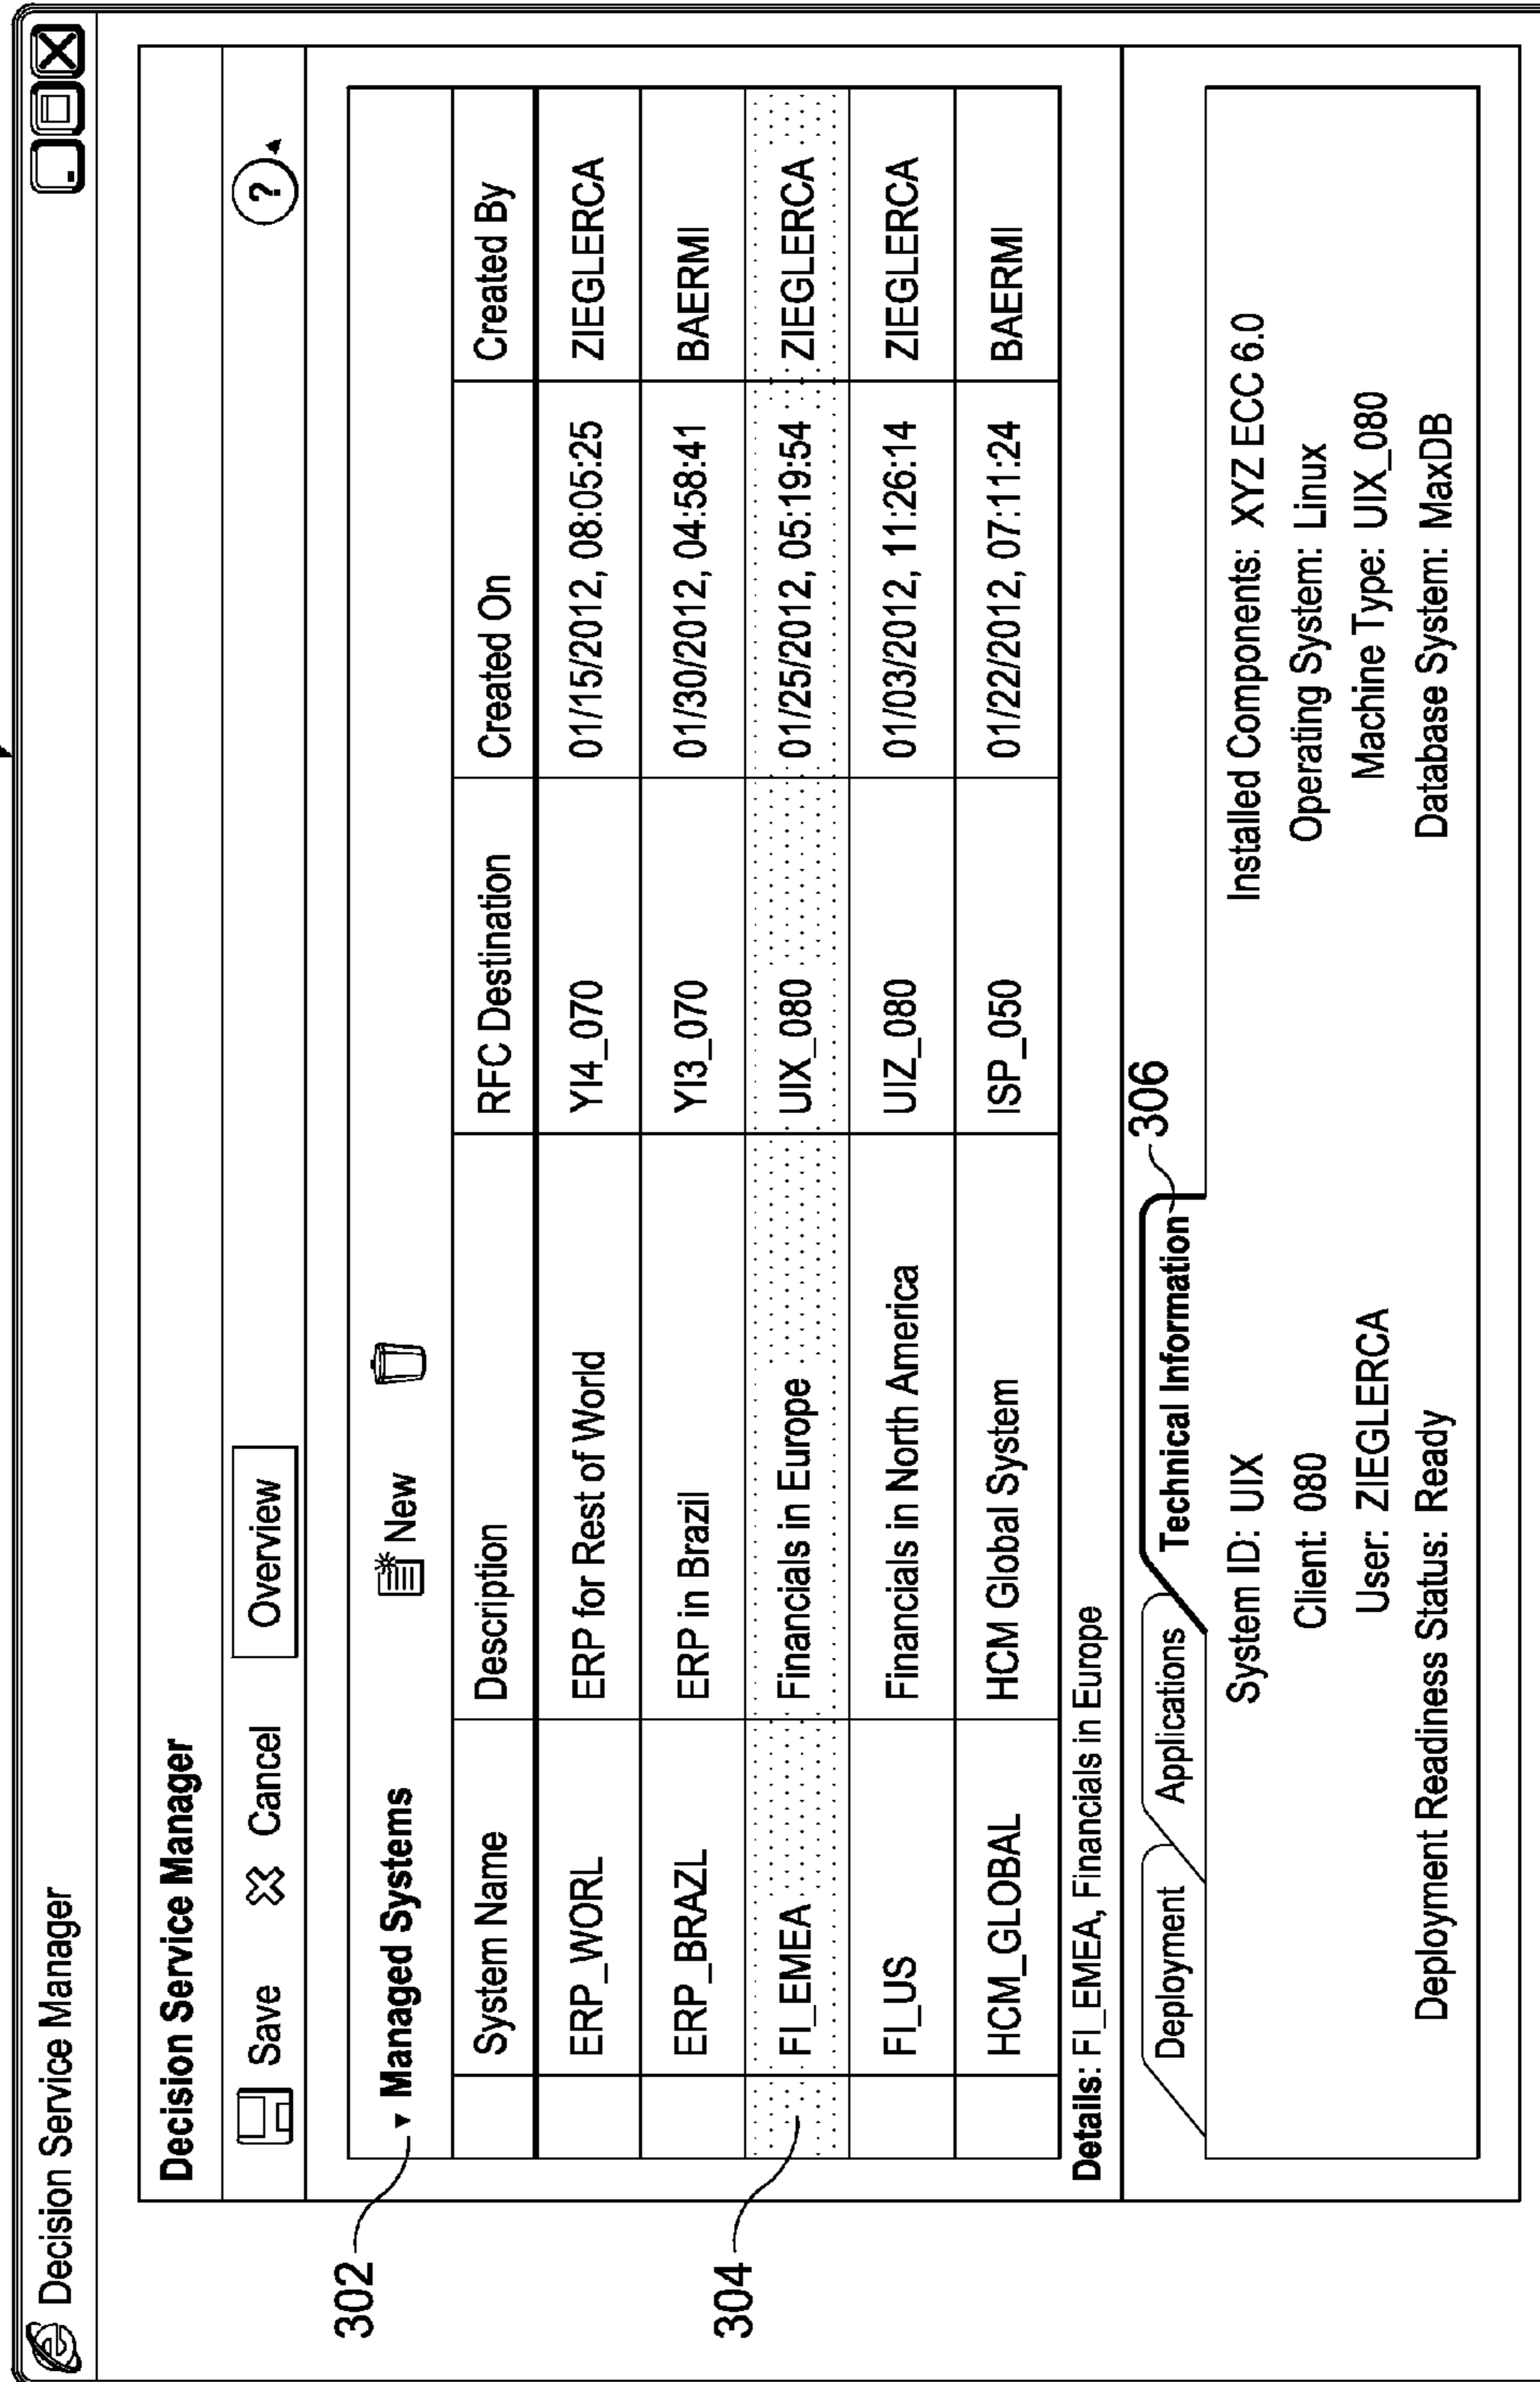 Decision Service Manager
Decision Service Manager
Save Cancel Overview ?
302
Managed Systems New
System Name Description RFC Destination Created On Created By
ERP_WORL ERP for Rest of World YI4_070 01/15/2012, 08:05:25 ZIEGLERCA
ERP_BRAZL ERP in Brazil YI3_070 01/30/2012, 04:58:41 BAERMI
304
FI_EMEA Financials in Europe UIX_080 01/25/2012, 05:19:54 ZIEGLERCA
FI_US Financials in North America UIZ_080 01/03/2012, 11:26:14 ZIEGLERCA
HCM_GLOBAL HCM Global System ISP_050 01/22/2012, 07:11:24 BAERMI
Details: FI_EMEA, Financials in Europe
306
Deployment Applications Technical Information
System ID: UIX Installed Components: XYZ ECC 6.0
Client: 080 Operating System: Linux
User: ZIEGLERCA Machine Type: UIX_080
Deployment Readiness Status: Ready Database System: MaxDB